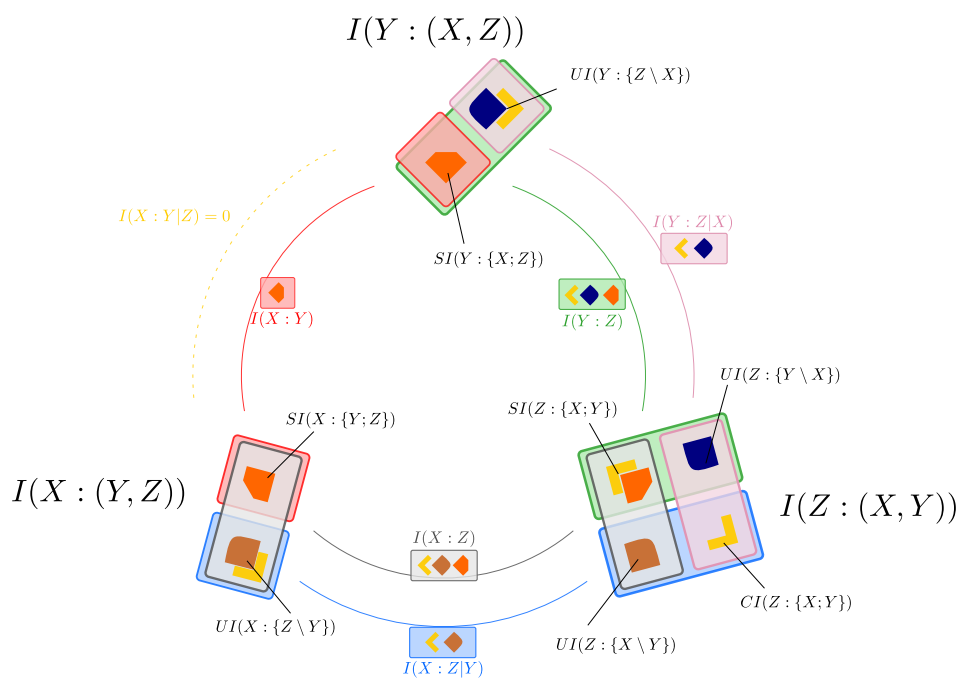 I(Y : (X, Z))
UI(Y : {Z \ X})
I(X : Y|Z) = 0
I(Y : Z|X)
SI(Y : {X; Z})
I(X : Y)
I(Y : Z)
UI(Z : {Y \ X})
SI(Z : {X; Y})
SI(X : {Y; Z})
I(X : (Y, Z))
I(Z : (X, Y))
I(X : Z)
CI(Z : {X; Y})
UI(X : {Z \ Y})
UI(Z : {X \ Y})
I(X : Z|Y)